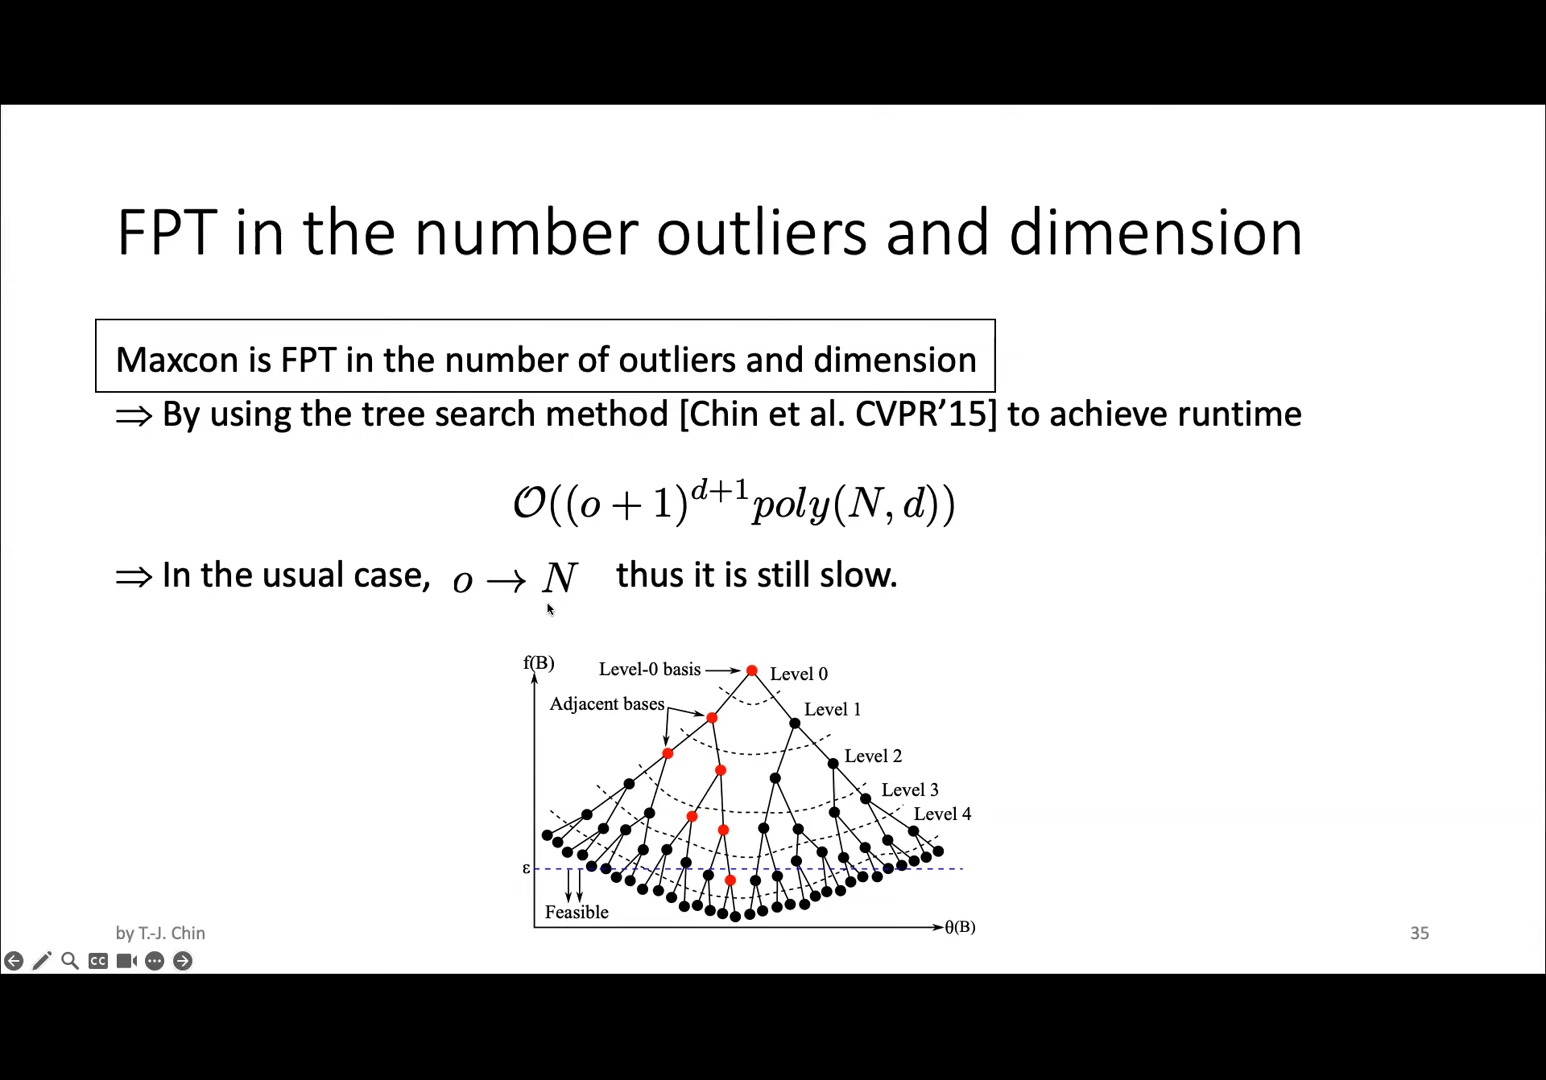 FPT in the number outliers and dimension
Maxcon is FPT in the number of outliers and dimension
⇒ By using the tree search method [Chin et al. CVPR’15] to achieve runtime
𝒪((o + 1)^{d+1} poly(N, d))
⇒ In the usual case, o → N thus it is still slow.
f(B)
Level-0 basis
Level 0
Adjacent bases
Level 1
Level 2
Level 3
Level 4
ε
Feasible
θ(B)
by T.-J. Chin
35
CC